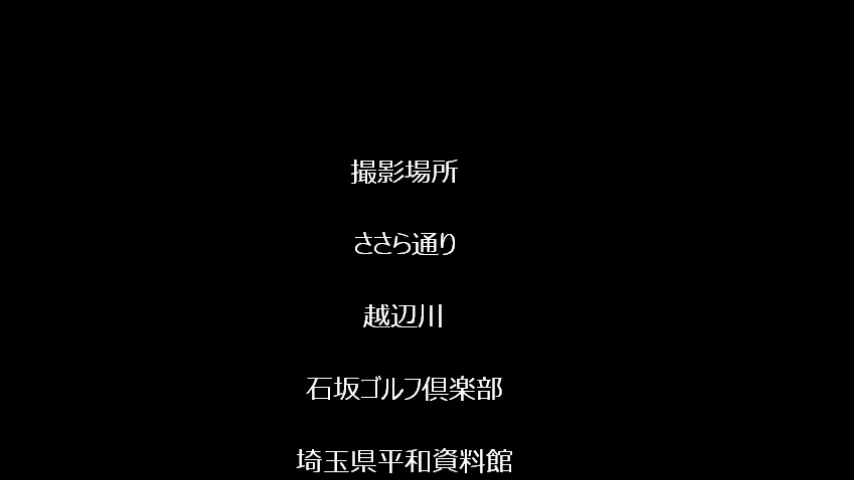 撮影場所
ささら通り
越辺川
石坂ゴルフ倶楽部
埼玉県平和資料館